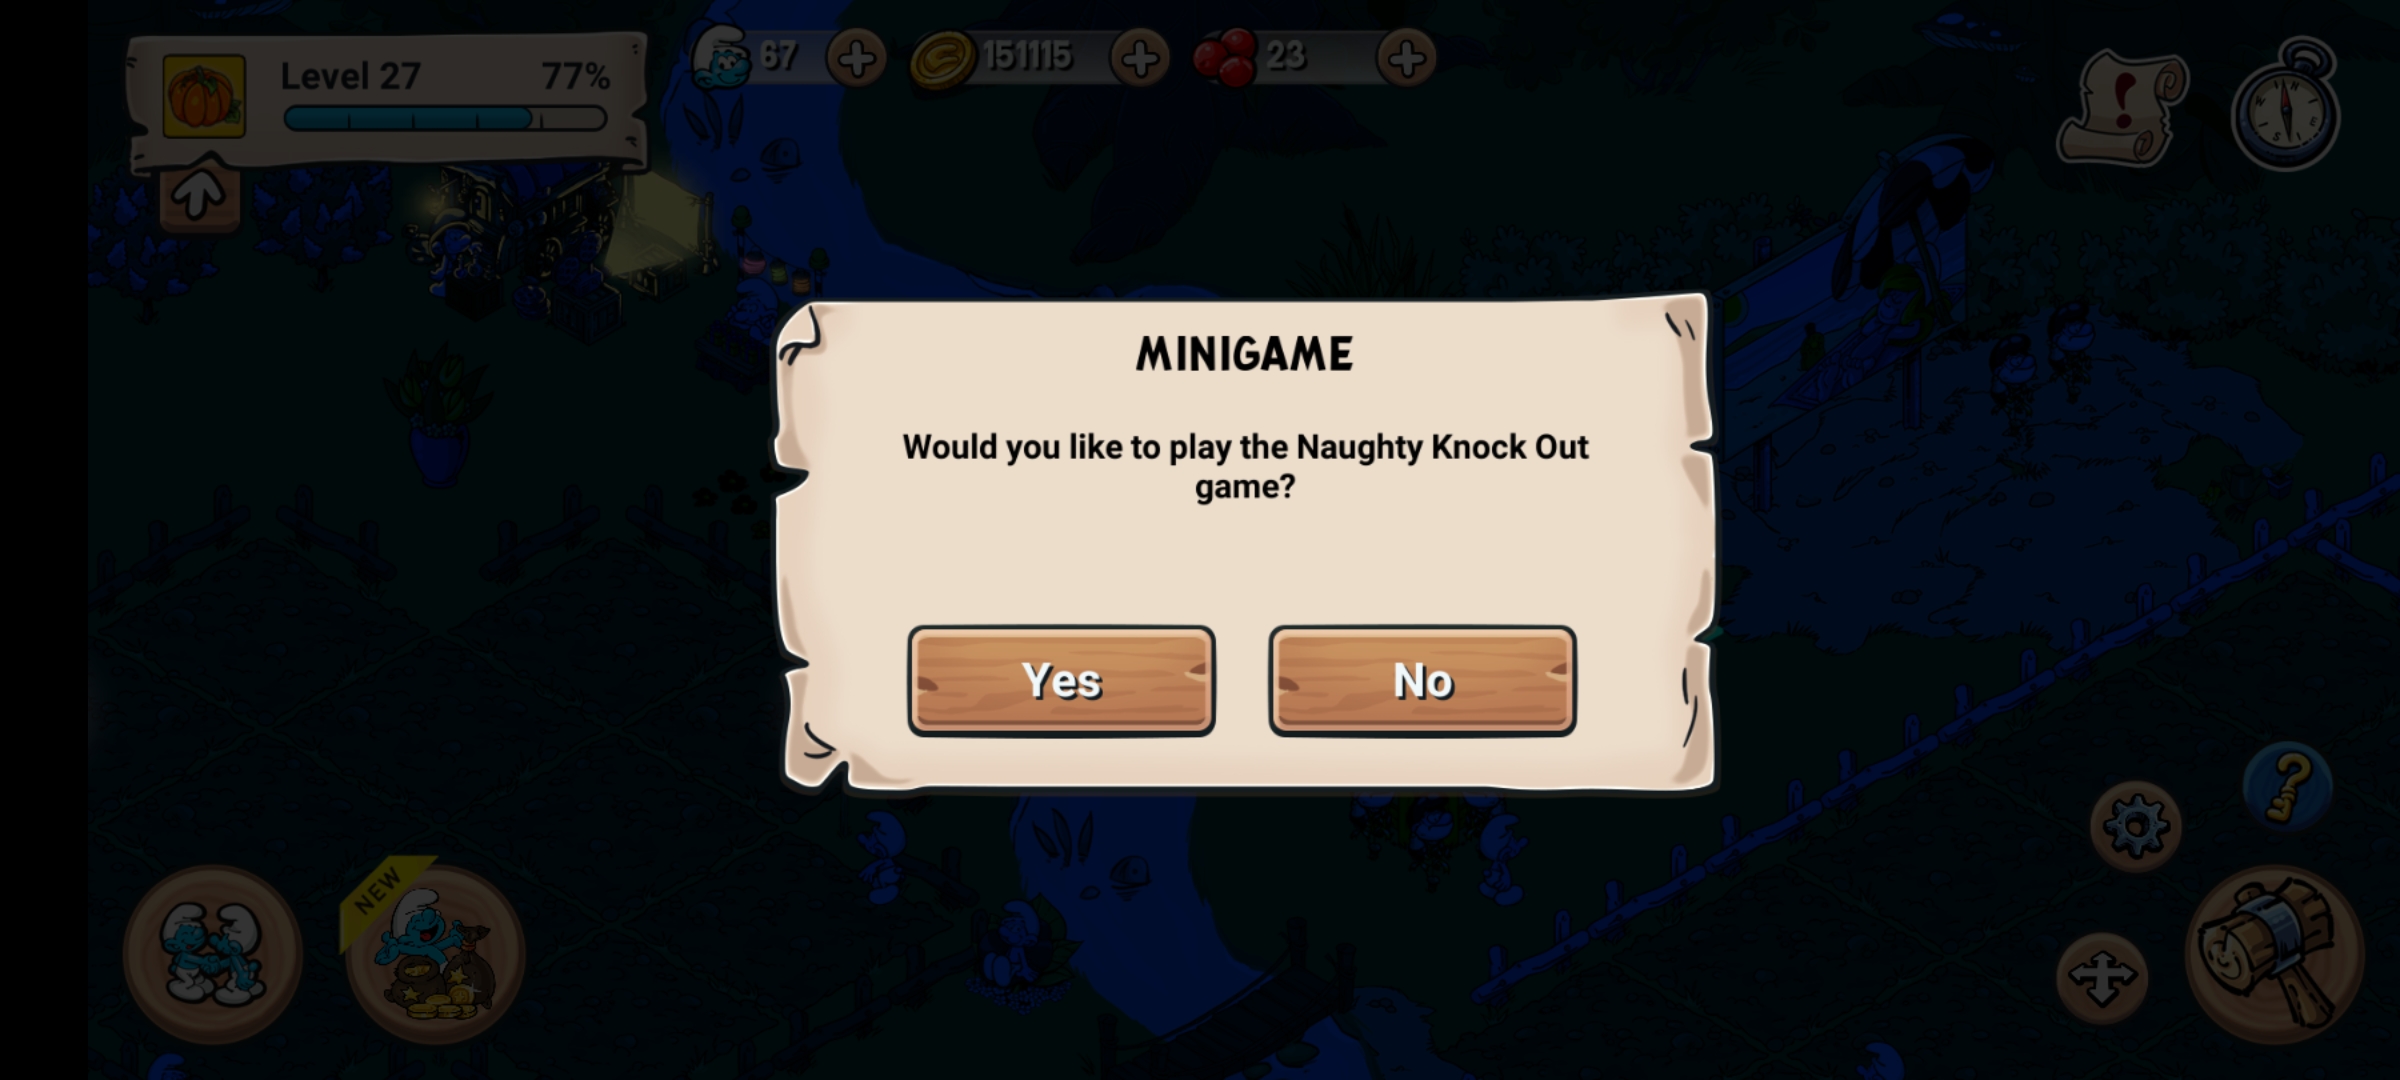 Level 27 77%
67
151115
23
MINIGAME
Would you like to play the Naughty Knock Out
game?
Yes
No
NEW